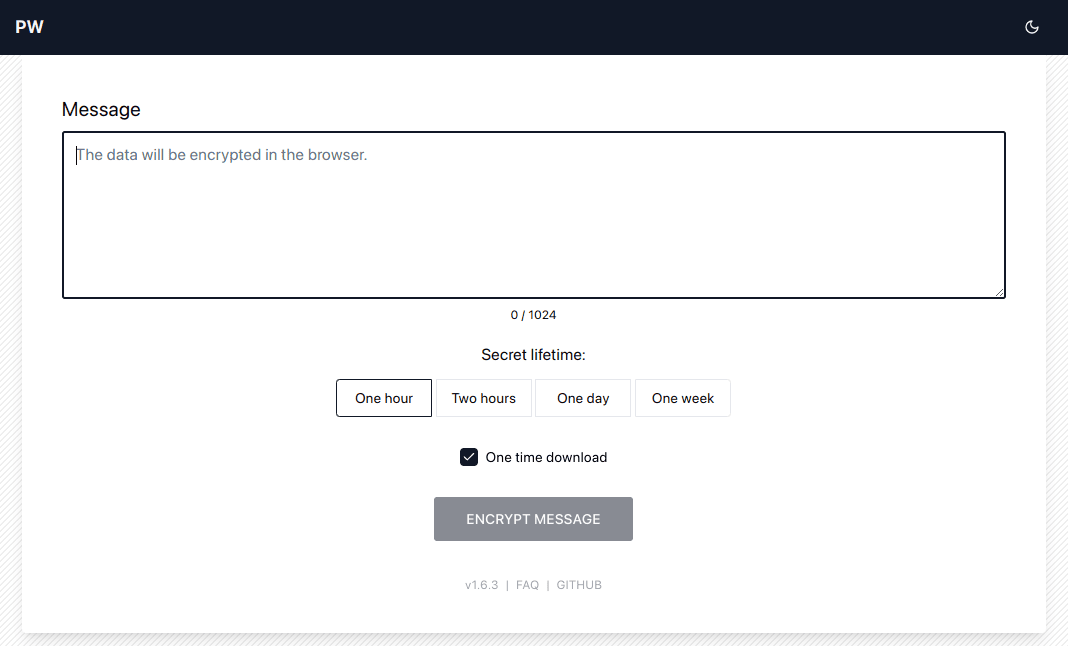 PW
Message
The data will be encrypted in the browser.
0 / 1024
Secret lifetime:
One hour Two hours One day One week
One time download
ENCRYPT MESSAGE
v1.6.3 | FAQ | GITHUB